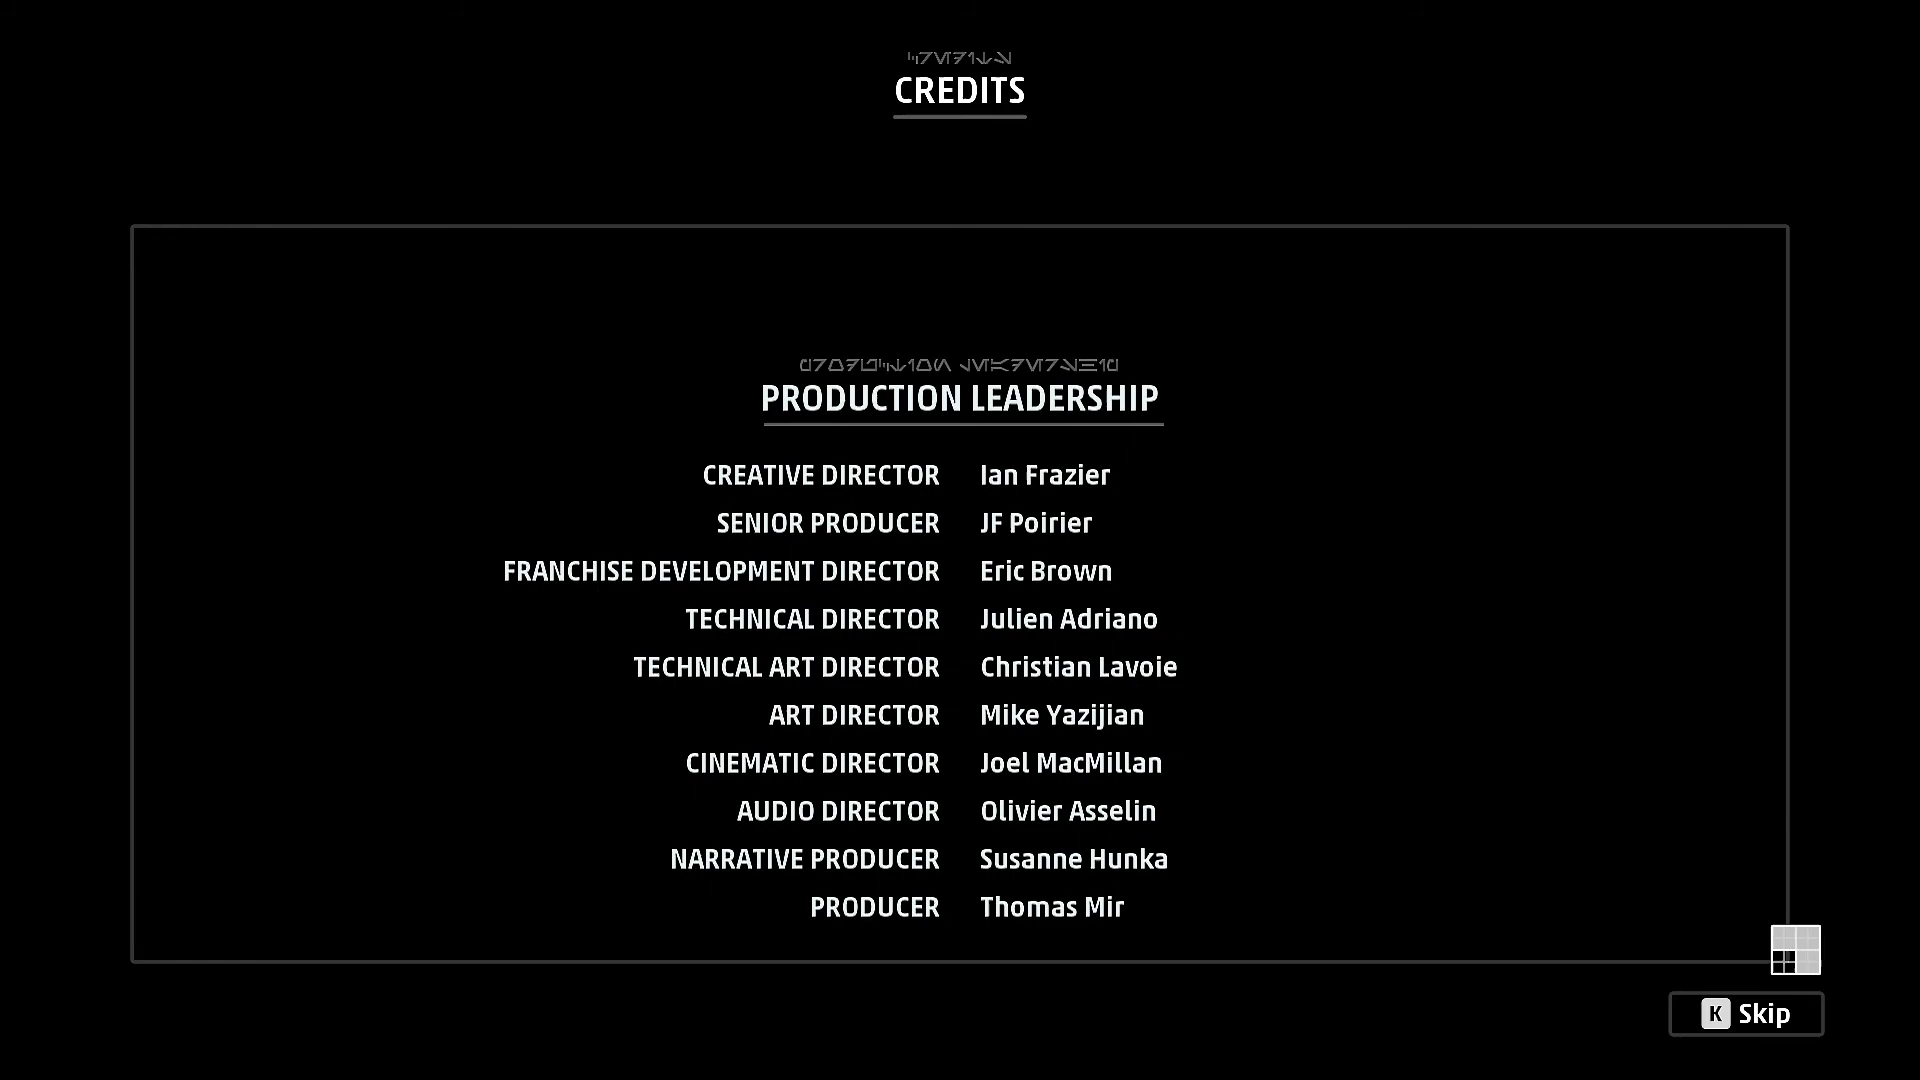 CREDITS
PRODUCTION LEADERSHIP
CREATIVE DIRECTOR Ian Frazier
SENIOR PRODUCER JF Poirier
FRANCHISE DEVELOPMENT DIRECTOR Eric Brown
TECHNICAL DIRECTOR Julien Adriano
TECHNICAL ART DIRECTOR Christian Lavoie
ART DIRECTOR Mike Yazijian
CINEMATIC DIRECTOR Joel MacMillan
AUDIO DIRECTOR Olivier Asselin
NARRATIVE PRODUCER Susanne Hunka
PRODUCER Thomas Mir
K Skip